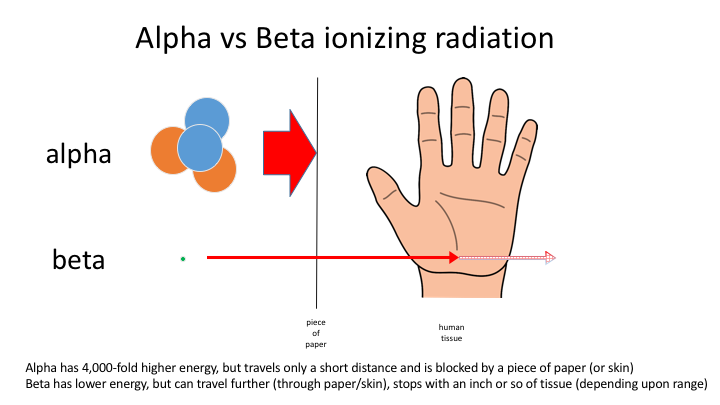 Alpha vs Beta ionizing radiation
alpha
beta
piece
of
paper
human
tissue
Alpha has 4,000-fold higher energy, but travels only a short distance and is blocked by a piece of paper (or skin)
Beta has lower energy, but can travel further (through paper/skin), stops with an inch or so of tissue (depending upon range)